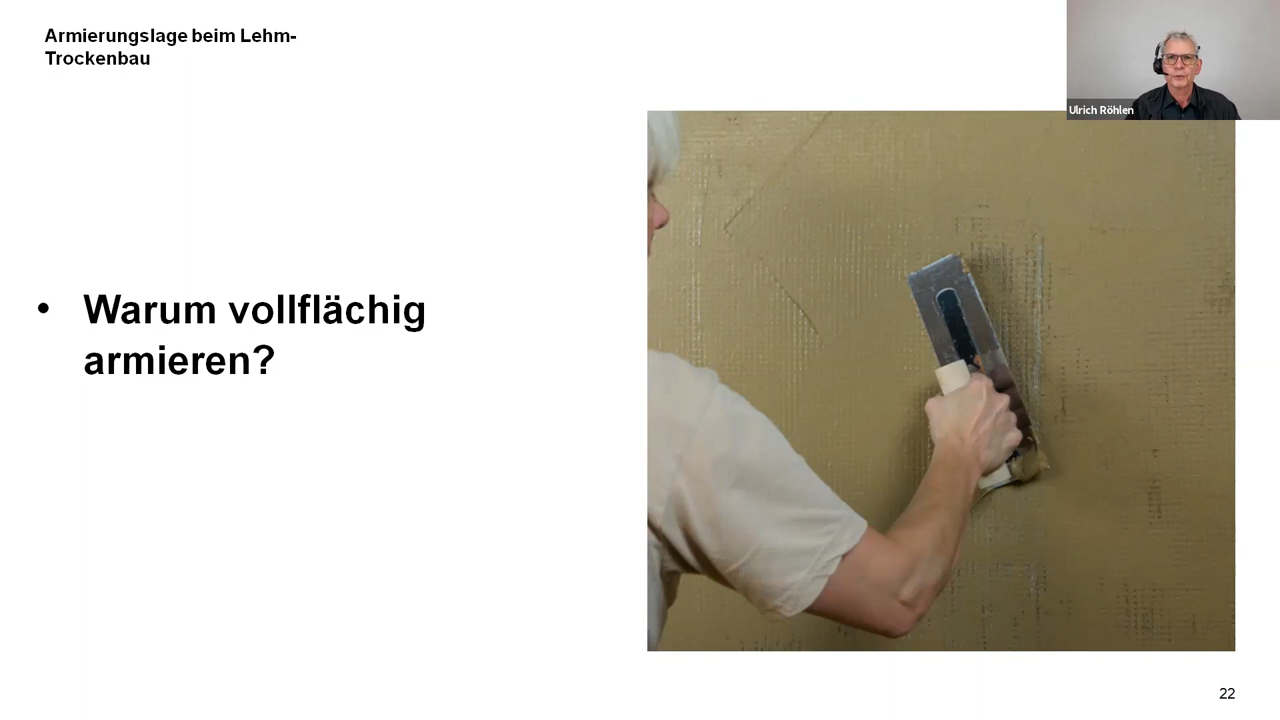 Armierungslage beim Lehm-
Trockenbau
Ulrich Röhlen
• Warum vollflächig
armieren?
22